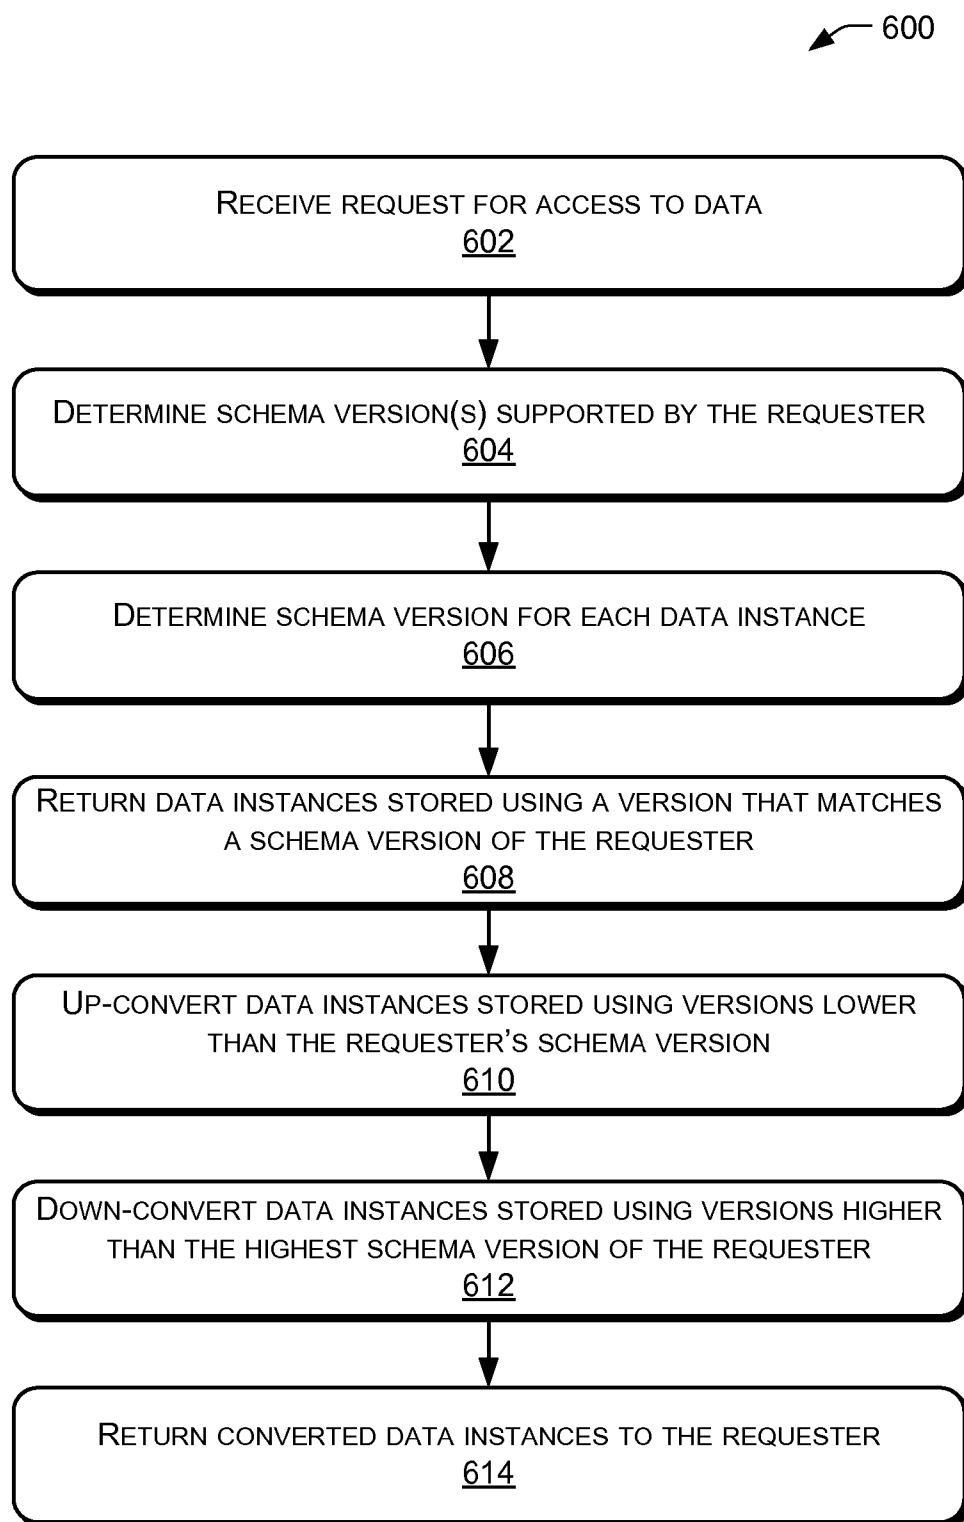 600
RECEIVE REQUEST FOR ACCESS TO DATA
602
DETERMINE SCHEMA VERSION(S) SUPPORTED BY THE REQUESTER
604
DETERMINE SCHEMA VERSION FOR EACH DATA INSTANCE
606
RETURN DATA INSTANCES STORED USING A VERSION THAT MATCHES
A SCHEMA VERSION OF THE REQUESTER
608
UP-CONVERT DATA INSTANCES STORED USING VERSIONS LOWER
THAN THE REQUESTER'S SCHEMA VERSION
610
DOWN-CONVERT DATA INSTANCES STORED USING VERSIONS HIGHER
THAN THE HIGHEST SCHEMA VERSION OF THE REQUESTER
612
RETURN CONVERTED DATA INSTANCES TO THE REQUESTER
614